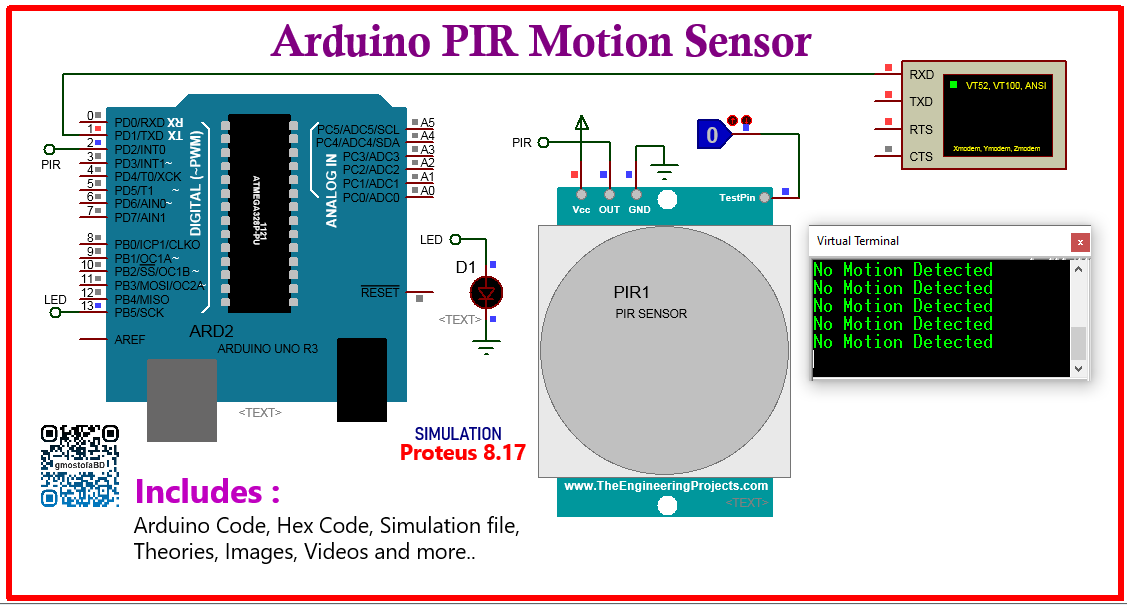 Arduino PIR Motion Sensor
0 PD0/RXD RX
1 PD1/TXD TX
2 PD2/INT0
3 PD3/INT1~
4 PD4/T0/XCK
5 PD5/T1 ~
6 PD6/AIN0~
7 PD7/AIN1
DIGITAL (~PWM)
8 PB0/ICP1/CLKO
9 PB1/OC1A~
10 PB2/SS/OC1B~
11 PB3/MOSI/OC2A~
12 PB4/MISO
13 PB5/SCK
AREF
PIR
LED
ATMEGA328P-PU
1121
ANALOG IN
PC5/ADC5/SCL A5
PC4/ADC4/SDA A4
PC3/ADC3 A3
PC2/ADC2 A2
PC1/ADC1 A1
PC0/ADC0 A0
RESET
ARD2
ARDUINO UNO R3
<TEXT>
LED
D1
<TEXT>
PIR
0
Vcc OUT GND TestPin
PIR1
PIR SENSOR
www.TheEngineeringProjects.com
<TEXT>
RXD
TXD
RTS
CTS
VT52, VT100, ANSI
Xmodem, Ymodem, Zmodem
Virtual Terminal
x
No Motion Detected
No Motion Detected
No Motion Detected
No Motion Detected
No Motion Detected
gmostofaBD
SIMULATION
Proteus 8.17
Includes :
Arduino Code, Hex Code, Simulation file,
Theories, Images, Videos and more..